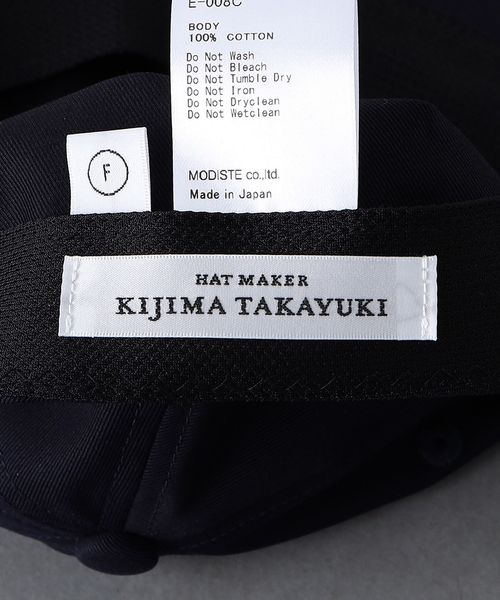 E-008C
BODY
100% COTTON
Do Not Wash
Do Not Bleach
Do Not Tumble Dry
Do Not Iron
Do Not Dryclean
Do Not Wetclean
MODISTE co.,ltd.
Made in Japan
F
HAT MAKER
KIJIMA TAKAYUKI